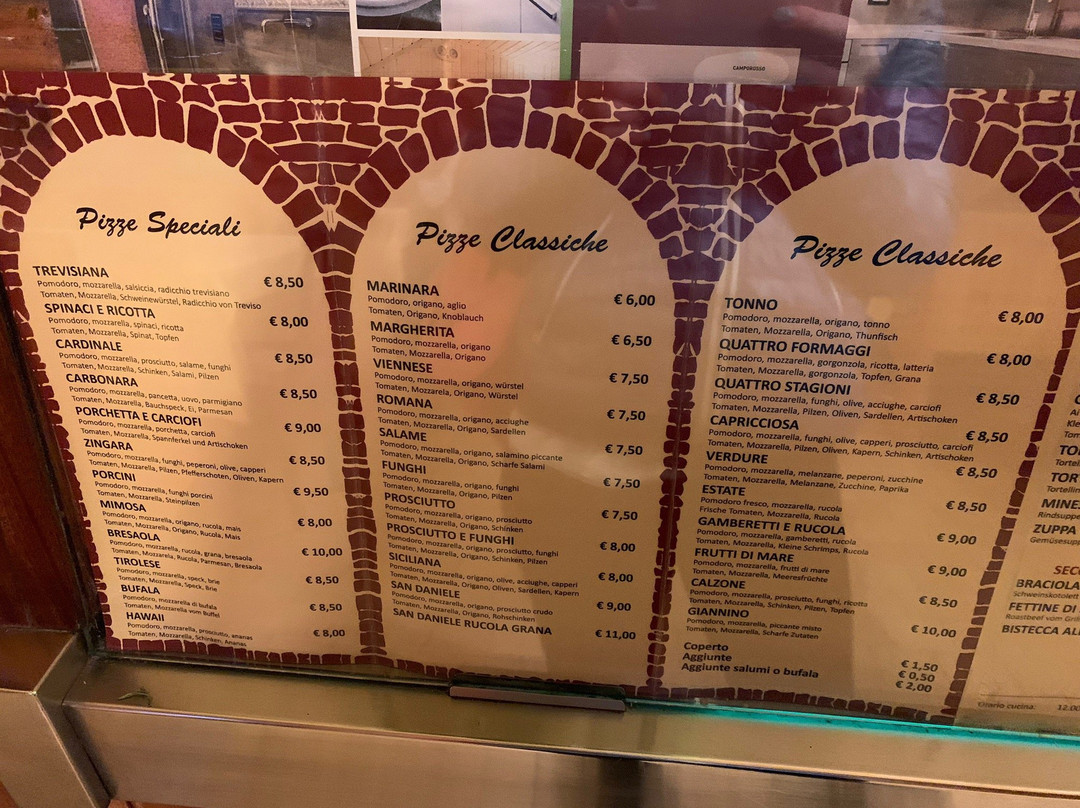 CAMPOROSSO
Pizze Speciali
TREVISIANA € 8,50
Pomodoro, mozzarella, salsiccia, radicchio trevisiano
Tomaten, Mozzarella, Schweinewürstel, Radicchio von Treviso
SPINACI E RICOTTA € 8,00
Pomodoro, mozzarella, spinaci, ricotta
Tomaten, Mozzarella, Spinat, Topfen
CARDINALE € 8,50
Pomodoro, mozzarella, prosciutto, salame, funghi
Tomaten, Mozzarella, Schinken, Salami, Pilzen
CARBONARA € 8,50
Pomodoro, mozzarella, pancetta, uovo, parmigiano
Tomaten, Mozzarella, Bauchspeck, Ei, Parmesan
PORCHETTA E CARCIOFI € 9,00
Pomodoro, mozzarella, porchetta, carciofi
Tomaten, Mozzarella, Spanferkel und Artischoken
ZINGARA € 8,50
Pomodoro, mozzarella, funghi, peperoni, olive, capperi
Tomaten, Mozzarella, Pilzen, Pfefferschoten, Oliven, Kapern
PORCINI € 9,50
Pomodoro, mozzarella, funghi porcini
Tomaten, Mozzarella, Steinpilzen
MIMOSA € 8,00
Pomodoro, mozzarella, origano, rucola, mais
Tomaten, Mozzarella, Origano, Rucola, Mais
BRESAOLA € 10,00
Pomodoro, mozzarella, rucola, grana, bresaola
Tomaten, Mozzarella, Rucola, Parmesan, Bresaola
TIROLESE € 8,50
Pomodoro, mozzarella, speck, brie
Tomaten, Mozzarella, Speck, Brie
BUFALA € 8,50
Pomodoro, mozzarella di bufala
Tomaten, Mozzarella vom Büffel
HAWAII € 8,00
Pomodoro, mozzarella, prosciutto, ananas
Tomaten, Mozzarella, Schinken, Ananas
Pizze Classiche
MARINARA € 6,00
Pomodoro, origano, aglio
Tomaten, Origano, Knoblauch
MARGHERITA € 6,50
Pomodoro, mozzarella, origano
Tomaten, Mozzarella, Origano
VIENNESE € 7,50
Pomodoro, mozzarella, origano, würstel
Tomaten, Mozzarela, Origano, Würstel
ROMANA € 7,50
Pomodoro, mozzarella, origano, acciughe
Tomaten, Mozzarella, Origano, Sardellen
SALAME € 7,50
Pomodoro, mozzarella, origano, salamino piccante
Tomaten, Mozzarella, Origano, Scharfe Salami
FUNGHI € 7,50
Pomodoro, mozzarella, origano, funghi
Tomaten, Mozzarella, Origano, Pilzen
PROSCIUTTO € 7,50
Pomodoro, mozzarella, origano, prosciutto
Tomaten, Mozzarella, Origano, Schinken
PROSCIUTTO E FUNGHI € 8,00
Pomodoro, mozzarella, origano, prosciutto, funghi
Tomaten, Mozzarella, Origano, Schinken, Pilzen
SICILIANA € 8,00
Pomodoro, mozzarella, origano, olive, acciughe, capperi
Tomaten, Mozzarella, Origano, Oliven, Sardellen, Kapern
SAN DANIELE € 9,00
Pomodoro, mozzarella, origano, prosciutto crudo
Tomaten, Mozzarella, Origano, Rohschinken
SAN DANIELE RUCOLA GRANA € 11,00
Pizze Classiche
TONNO € 8,00
Pomodoro, mozzarella, origano, tonno
Tomaten, Mozzarella, Origano, Thunfisch
QUATTRO FORMAGGI € 8,00
Pomodoro, mozzarella, gorgonzola, ricotta, latteria
Tomaten, Mozzarella, gorgonzola, Topfen, Grana
QUATTRO STAGIONI € 8,50
Pomodoro, mozzarella, funghi, olive, acciughe, carciofi
Tomaten, Mozzarella, Pilzen, Oliven, Sardellen, Artischoken
CAPRICCIOSA € 8,50
Pomodoro, mozzarella, funghi, olive, capperi, prosciutto, carciofi
Tomaten, Mozzarella, Pilzen, Oliven, Kapern, Schinken, Artischoken
VERDURE € 8,50
Pomodoro, mozzarella, melanzane, peperoni, zucchine
Tomaten, Mozzarella, Melanzane, Zucchine, Paprika
ESTATE € 8,50
Pomodoro fresco, mozzarella, rucola
Frische Tomaten, Mozzarella, Rucola
GAMBERETTI E RUCOLA € 9,00
Pomodoro, mozzarella, gamberetti, rucola
Tomaten, Mozzarella, Kleine Schrimps, Rucola
FRUTTI DI MARE € 9,00
Pomodoro, mozzarella, frutti di mare
Tomaten, Mozzarella, Meeresfrüchte
CALZONE € 8,50
Pomodoro, mozzarella, prosciutto, funghi, ricotta
Tomaten, Mozzarella, Schinken, Pilzen, Topfen
GIANNINO € 10,00
Pomodoro, mozzarella, piccante misto
Tomaten, Mozzarella, Scharfe Zutaten
Coperto € 1,50
Aggiunte € 0,50
Aggiunte salumi o bufala € 2,00
MINES
Rindsuppe
ZUPPA
Gemüsesupp
SECO
BRACIOLA
Schweinskotolett
FETTINE DI
Roastbeef vom Gril
BISTECCA AL
Orario cucina: 12.00